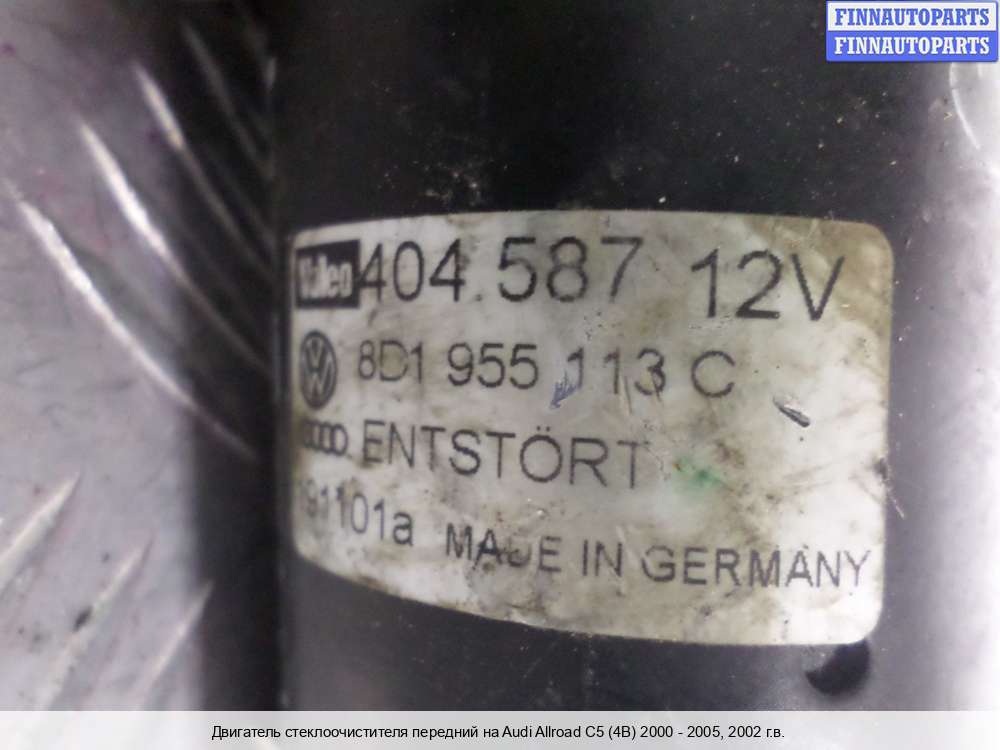 FINNAUTOPARTS
FINNAUTOPARTS
Valeo 404.587 12V
8D1 955 113 C
ENTSTÖRT
191101a MADE IN GERMANY
Двигатель стеклоочистителя передний на Audi Allroad C5 (4B) 2000 - 2005, 2002 г.в.